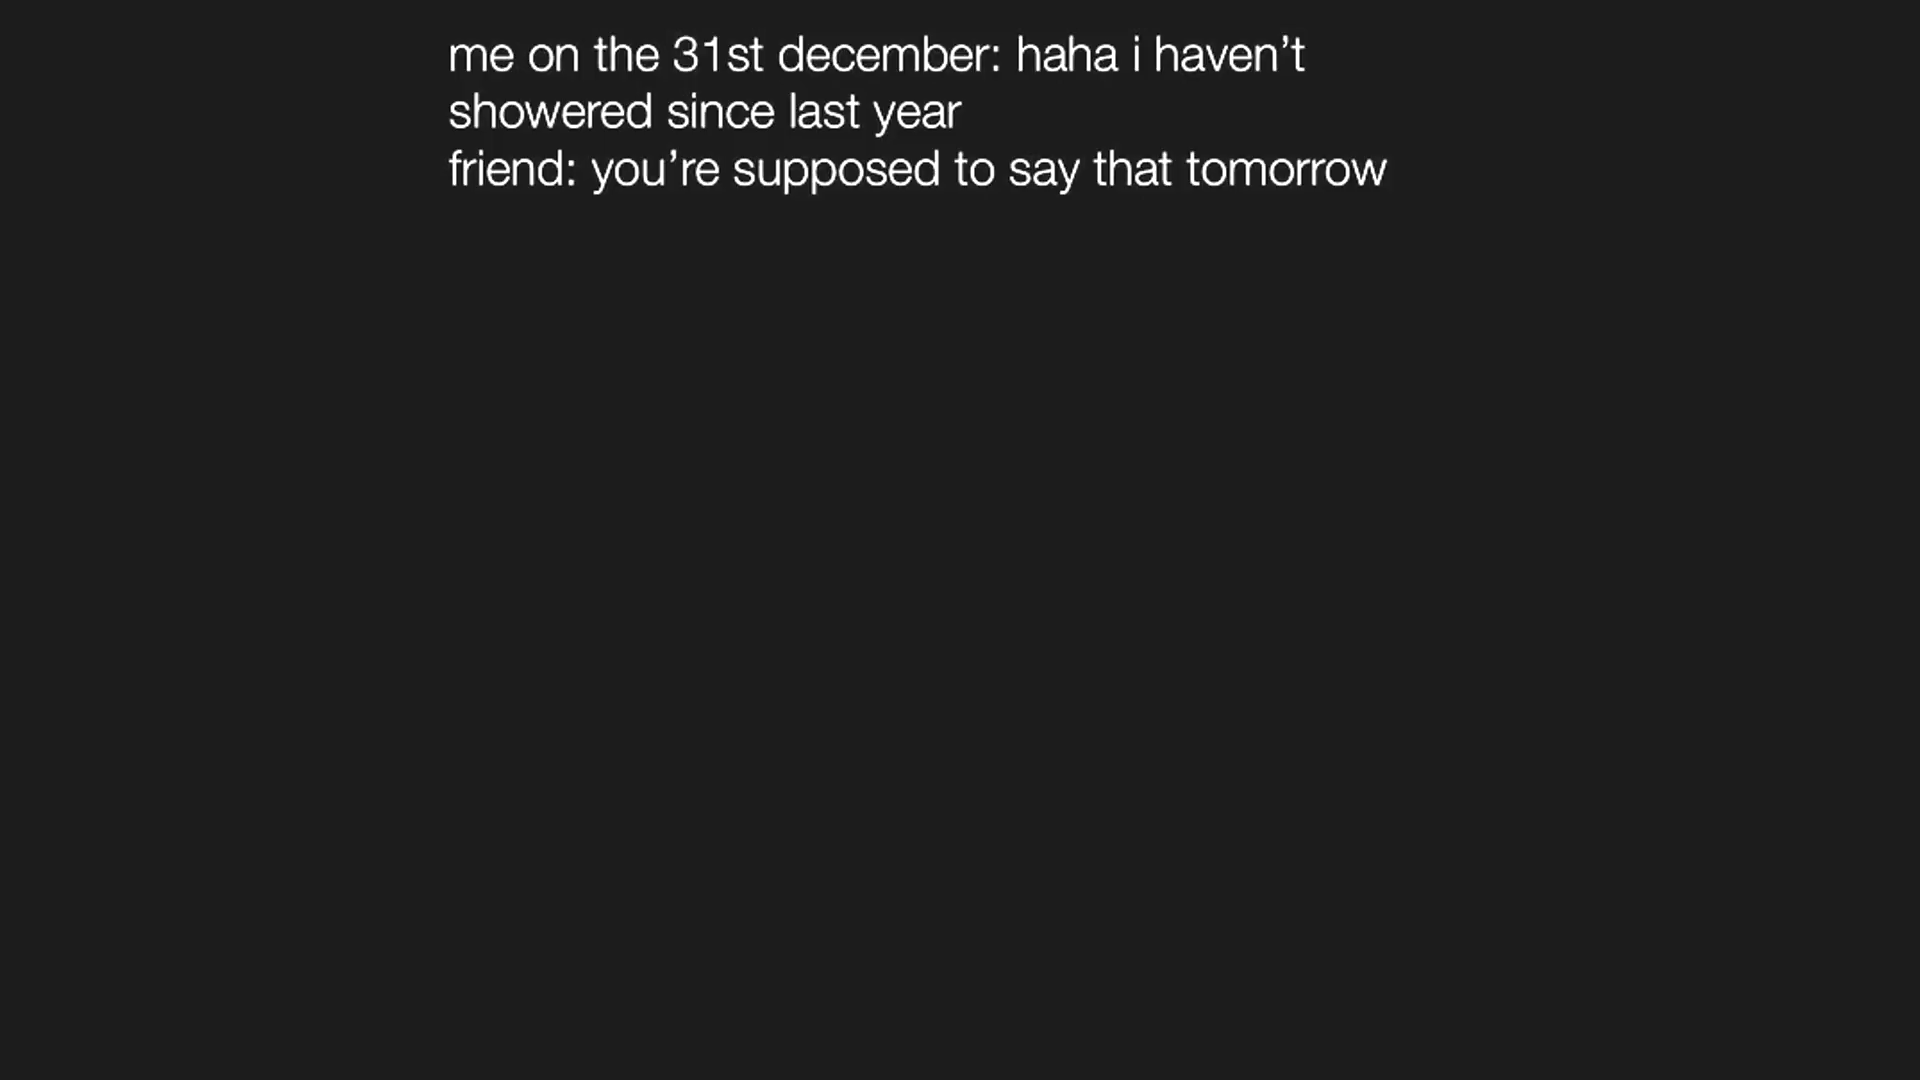 me on the 31st december: haha i haven’t
showered since last year
friend: you’re supposed to say that tomorrow